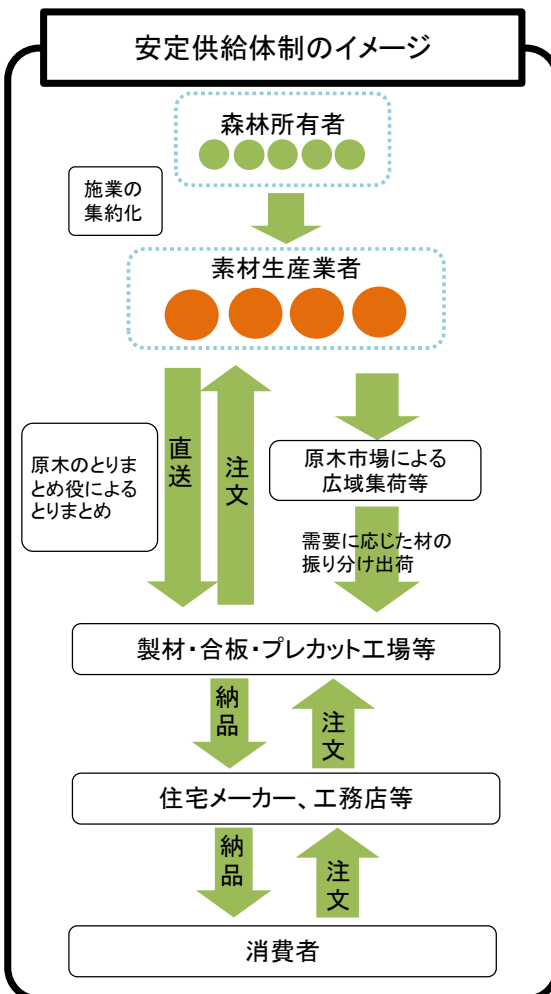 安定供給体制のイメージ
森林所有者
施業の
集約化
素材生産業者
原木のとりま
とめ役による
とりまとめ
直送
注文
原木市場による
広域集荷等
需要に応じた材の
振り分け出荷
製材・合板・プレカット工場等
納品
注文
住宅メーカー、工務店等
納品
注文
消費者